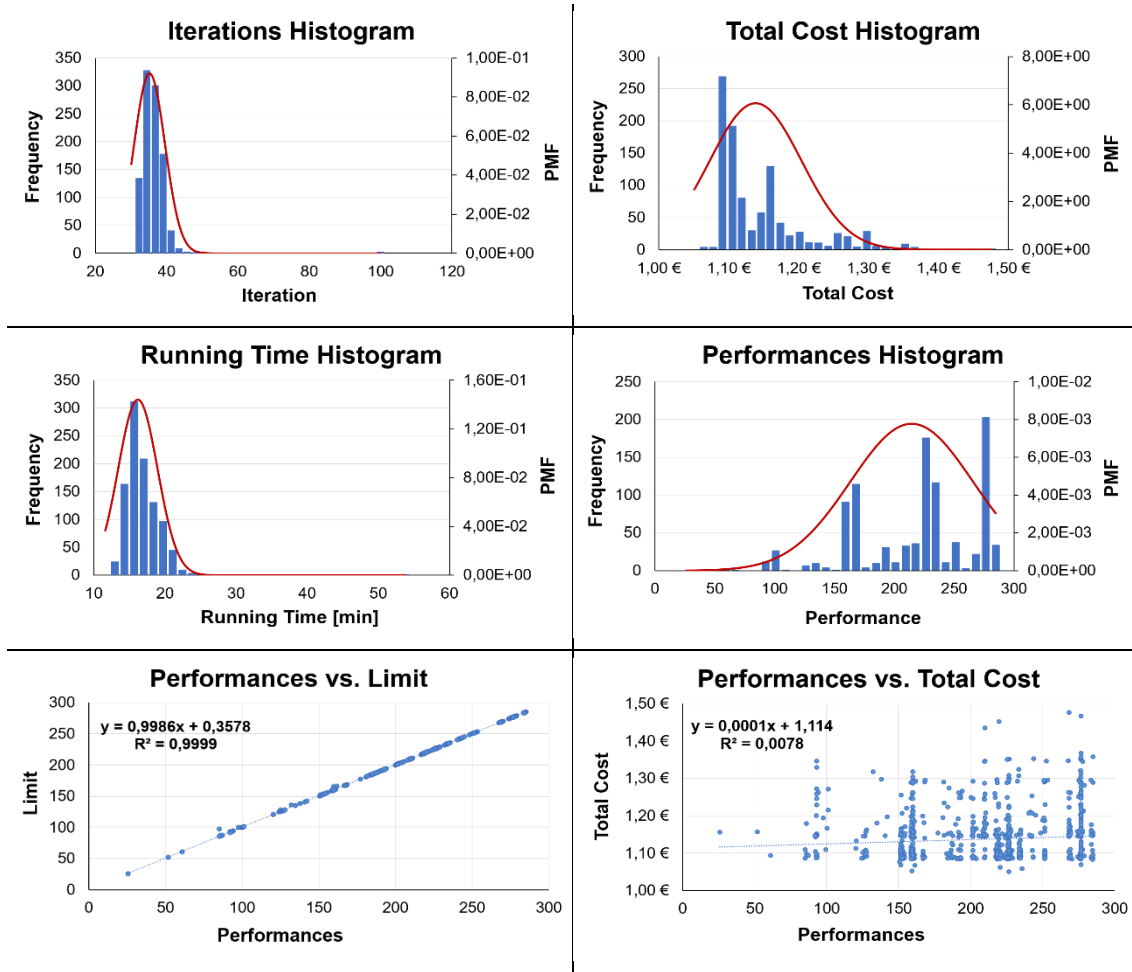 Iterations Histogram
350
300
250
200
150
100
50
0
1,00E-01
8,00E-02
6,00E-02
4,00E-02
2,00E-02
0,00E+00
20 40 60 80 100 120
Frequency
PMF
Iteration
Total Cost Histogram
300
250
200
150
100
50
0
8,00E+00
6,00E+00
4,00E+00
2,00E+00
0,00E+00
1,00 € 1,10 € 1,20 € 1,30 € 1,40 € 1,50 €
Frequency
PMF
Total Cost
Running Time Histogram
350
300
250
200
150
100
50
0
1,60E-01
1,20E-01
8,00E-02
4,00E-02
0,00E+00
10 20 30 40 50 60
Frequency
PMF
Running Time [min]
Performances Histogram
250
200
150
100
50
0
1,00E-02
8,00E-03
6,00E-03
4,00E-03
2,00E-03
0,00E+00
0 50 100 150 200 250 300
Frequency
PMF
Performance
Performances vs. Limit
300
250
200
150
100
50
0
y = 0,9986x + 0,3578
R² = 0,9999
0 50 100 150 200 250 300
Limit
Performances
Performances vs. Total Cost
1,50 €
1,40 €
1,30 €
1,20 €
1,10 €
1,00 €
y = 0,0001x + 1,114
R² = 0,0078
0 50 100 150 200 250 300
Total Cost
Performances